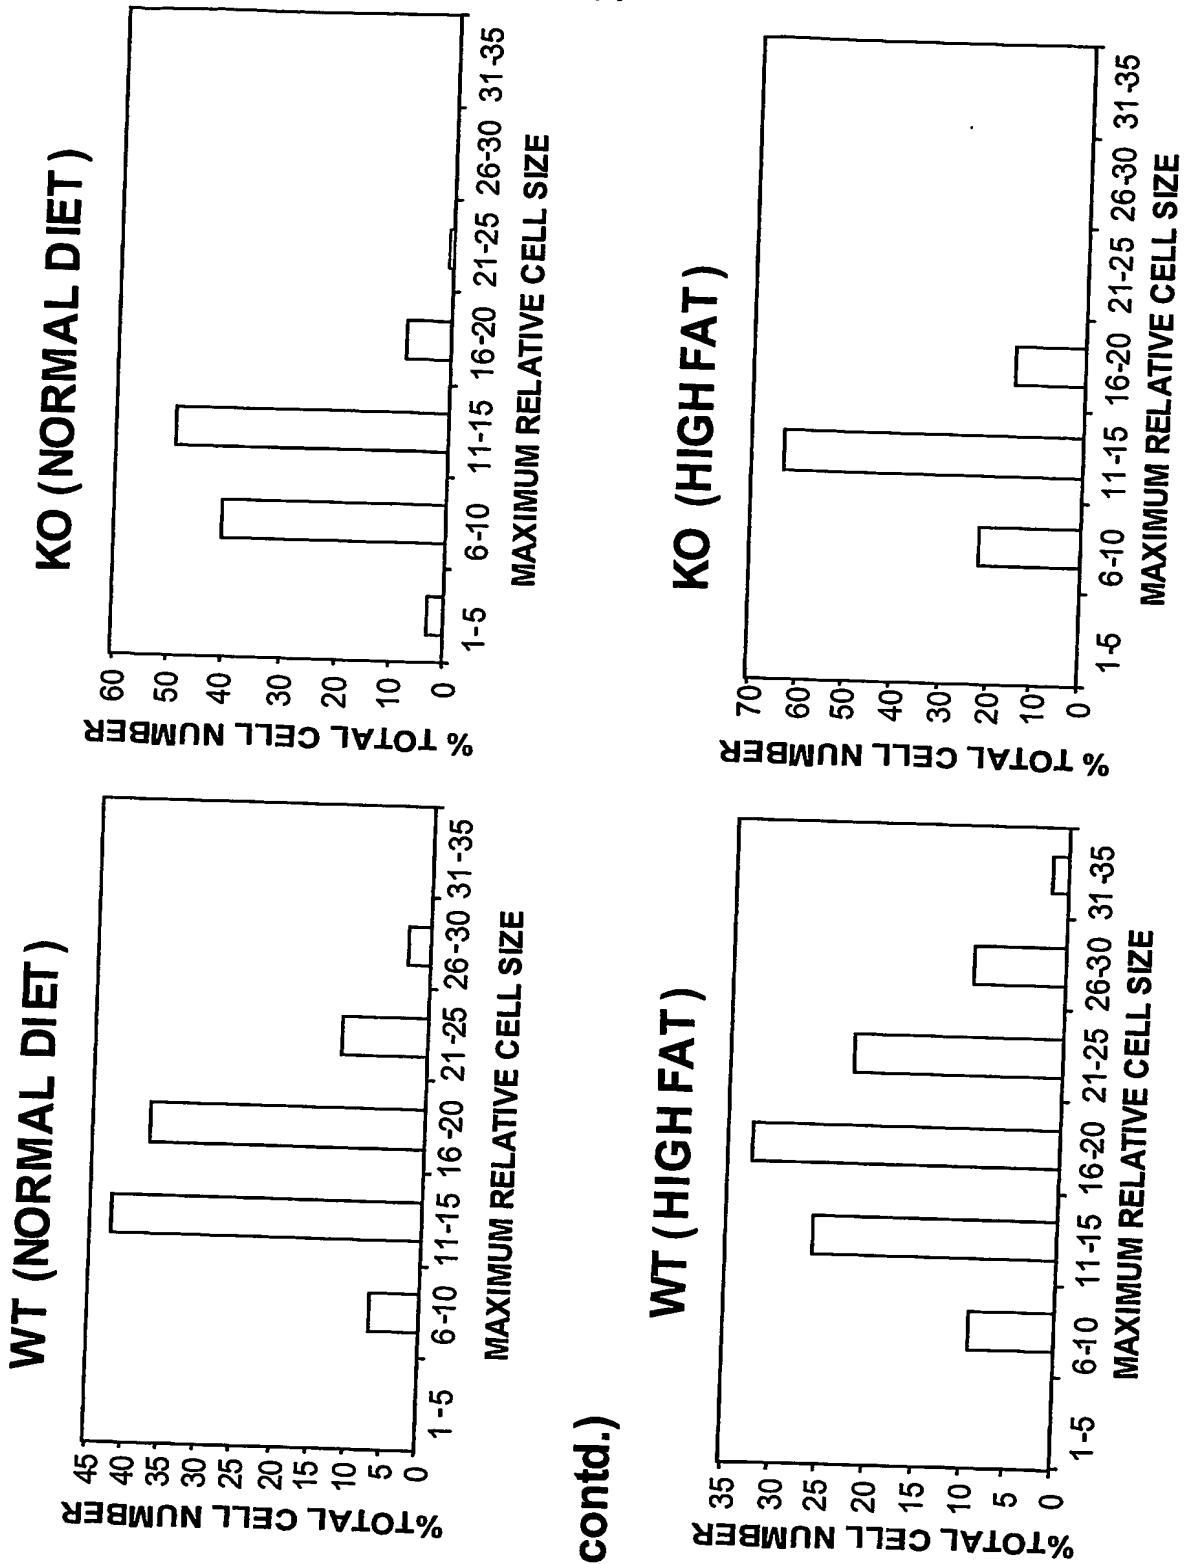 WT (NORMAL DIET)
% TOTAL CELL NUMBER
45
40
35
30
25
20
15
10
5
0
1-5 6-10 11-15 16-20 21-25 26-30 31-35
MAXIMUM RELATIVE CELL SIZE
KO (NORMAL DIET)
% TOTAL CELL NUMBER
60
50
40
30
20
10
0
1-5 6-10 11-15 16-20 21-25 26-30 31-35
MAXIMUM RELATIVE CELL SIZE
contd.)
WT (HIGH FAT)
% TOTAL CELL NUMBER
35
30
25
20
15
10
5
0
1-5 6-10 11-15 16-20 21-25 26-30 31-35
MAXIMUM RELATIVE CELL SIZE
KO (HIGH FAT)
% TOTAL CELL NUMBER
70
60
50
40
30
20
10
0
1-5 6-10 11-15 16-20 21-25 26-30 31-35
MAXIMUM RELATIVE CELL SIZE